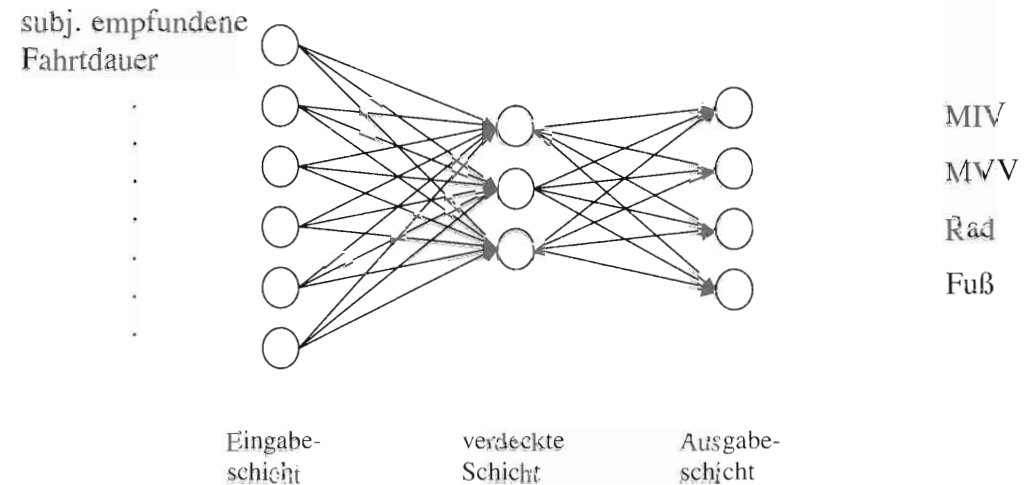 subj. empfundene
Fahrtdauer
MIV
MVV
Rad
Fuß
Eingabe-
schicht
verdeckte
Schicht
Ausgabe-
schicht